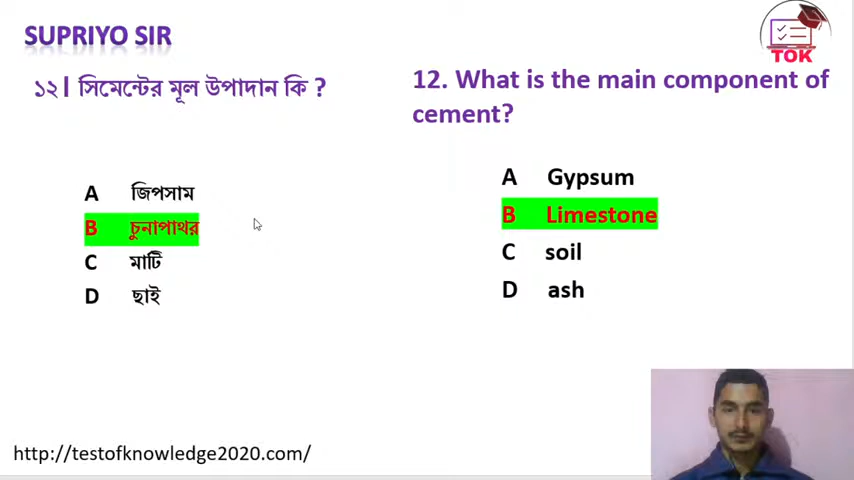 SUPRIYO SIR
TOK
১২। সিমেন্টের মূল উপাদান কি ?
A জিপসাম
B চুনাপাথর
C মাটি
D ছাই
12. What is the main component of
cement?
A Gypsum
B Limestone
C soil
D ash
http://testofknowledge2020.com/